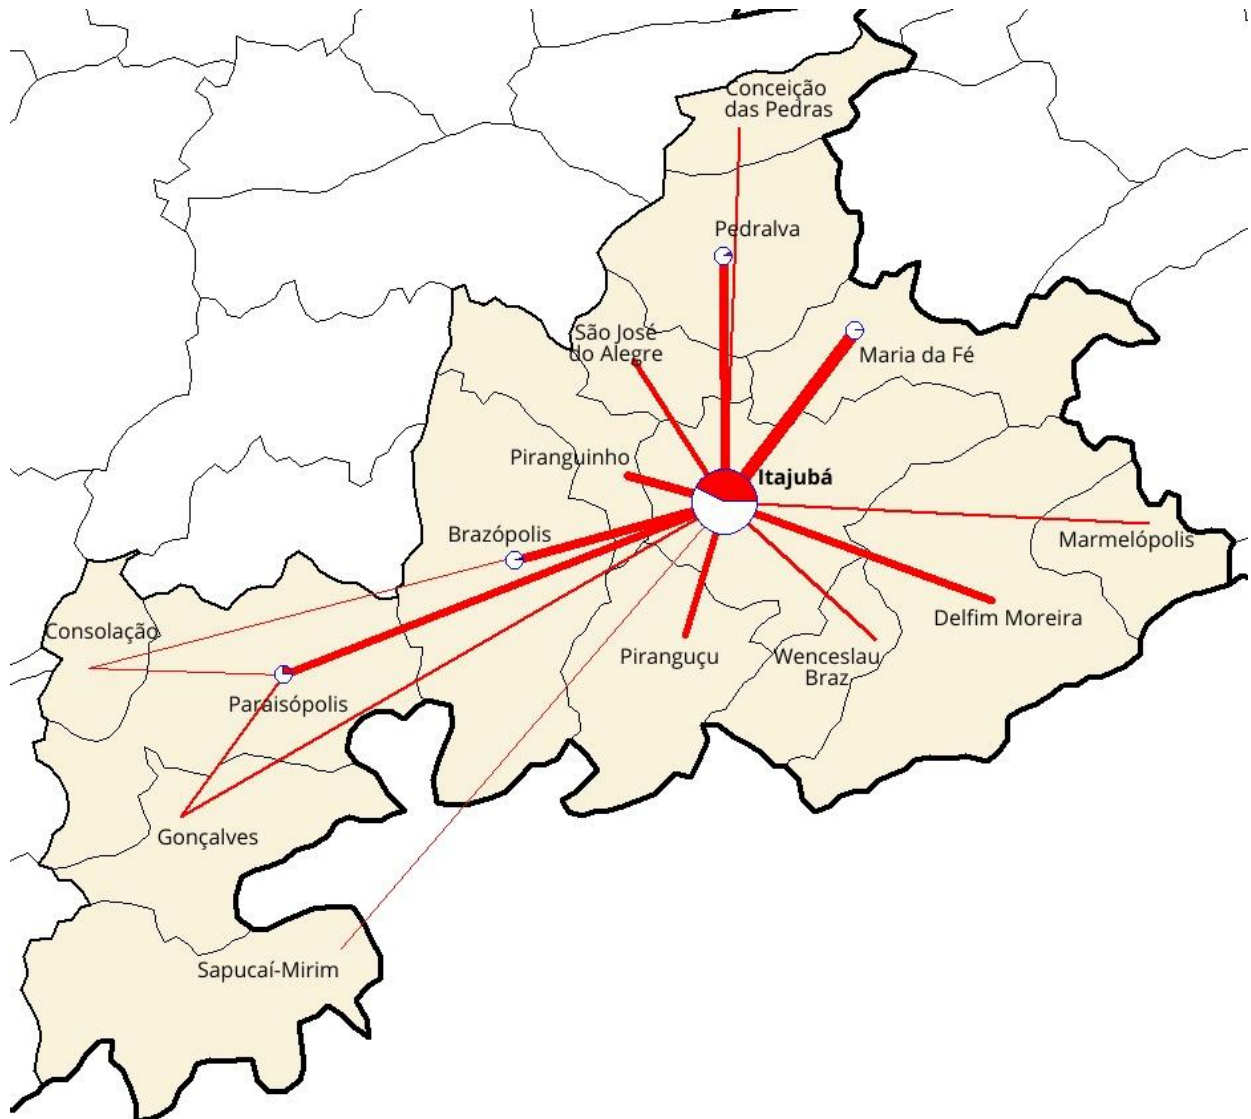 Conceição
das Pedras
Pedralva
São José
do Alegre
Maria da Fé
Piranguinho
Itajubá
Brazópolis
Marmelópolis
Consolação
Delfim Moreira
Piranguçu
Wenceslau
Braz
Paraisópolis
Gonçalves
Sapucaí-Mirim